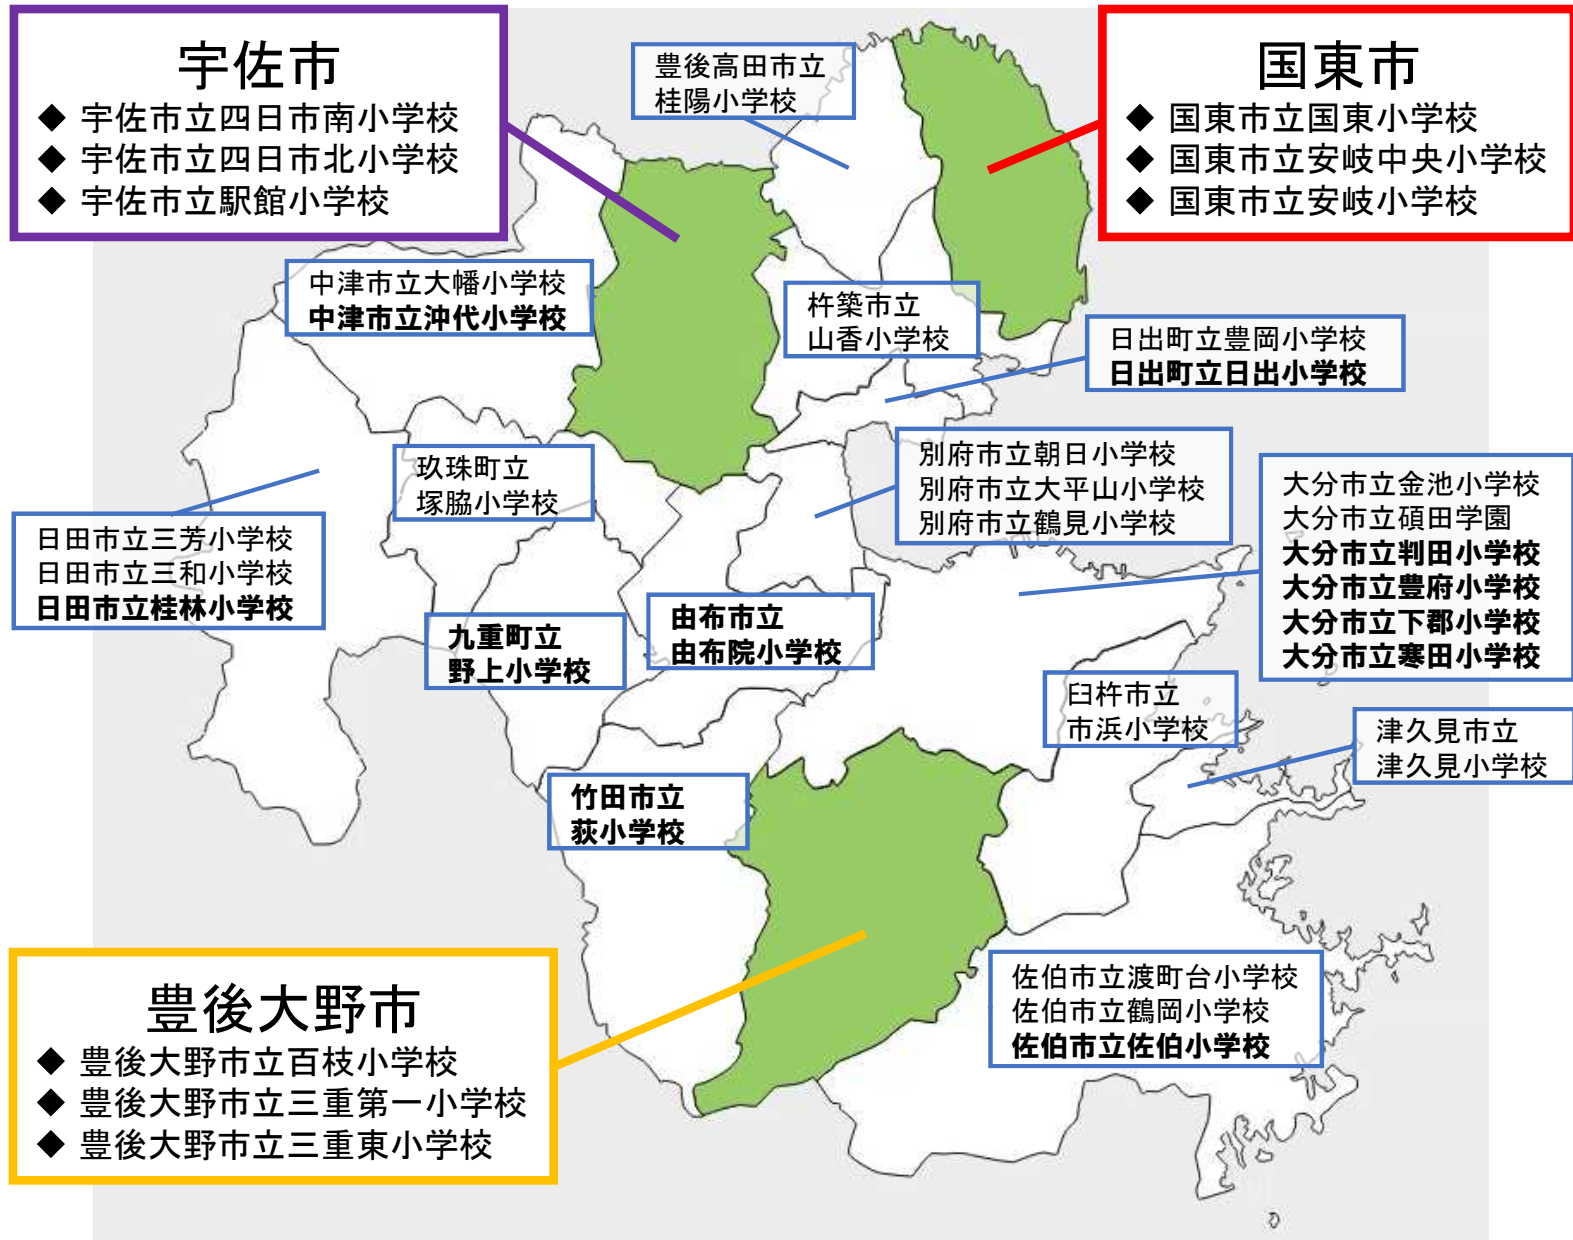 宇佐市
◆ 宇佐市立四日市南小学校
◆ 宇佐市立四日市北小学校
◆ 宇佐市立駅館小学校
豊後高田市立
桂陽小学校
国東市
◆ 国東市立国東小学校
◆ 国東市立安岐中央小学校
◆ 国東市立安岐小学校
中津市立大幡小学校
中津市立沖代小学校
杵築市立
山香小学校
日出町立豊岡小学校
日出町立日出小学校
玖珠町立
塚脇小学校
別府市立朝日小学校
別府市立大平山小学校
別府市立鶴見小学校
大分市立金池小学校
大分市立碩田学園
大分市立判田小学校
大分市立豊府小学校
大分市立下郡小学校
大分市立寒田小学校
日田市立三芳小学校
日田市立三和小学校
日田市立桂林小学校
九重町立
野上小学校
由布市立
由布院小学校
臼杵市立
市浜小学校
津久見市立
津久見小学校
竹田市立
荻小学校
豊後大野市
◆ 豊後大野市立百枝小学校
◆ 豊後大野市立三重第一小学校
◆ 豊後大野市立三重東小学校
佐伯市立渡町台小学校
佐伯市立鶴岡小学校
佐伯市立佐伯小学校